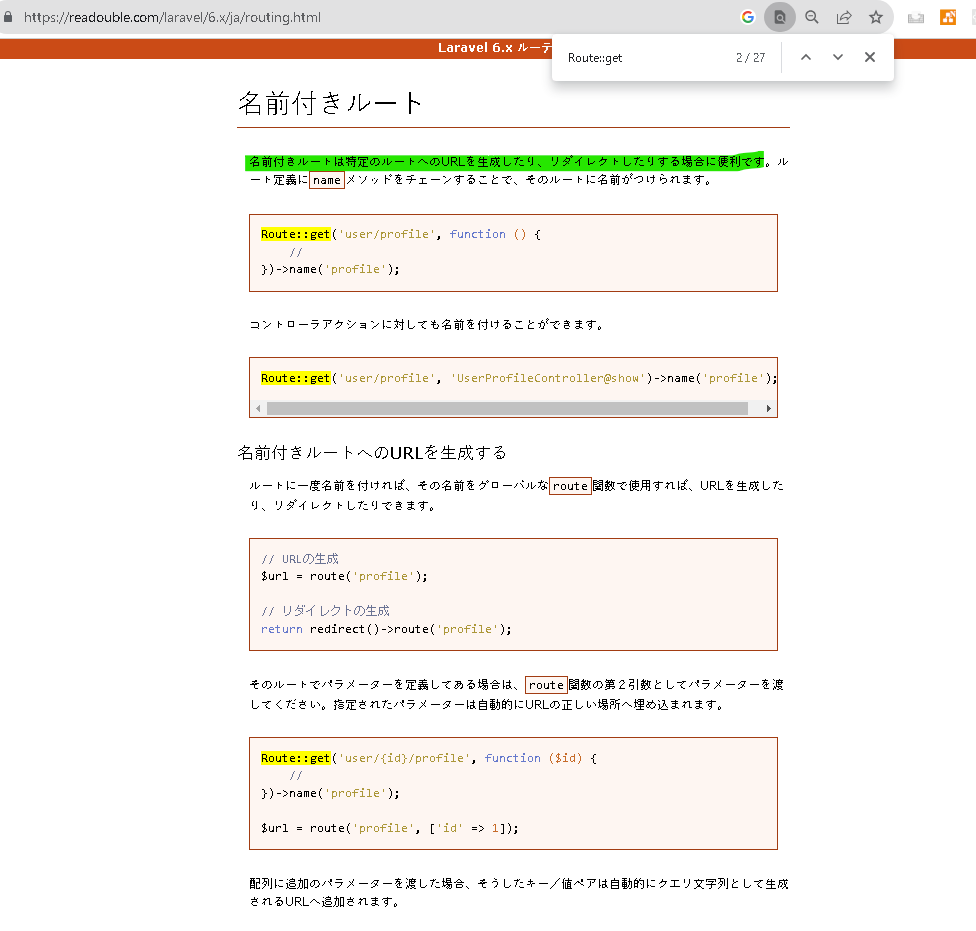 https://readouble.com/laravel/6.x/ja/routing.html
Laravel 6.x ルーテ
Route::get 2/27
名前付きルート
名前付きルートは特定のルートへのURLを生成したり、リダイレクトしたりする場合に便利です。ル
ート定義にnameメソッドをチェーンすることで、そのルートに名前がつけられます。
Route::get('user/profile', function () {
//
})->name('profile');
コントローラアクションに対しても名前を付けることができます。
Route::get('user/profile', 'UserProfileController@show')->name('profile');
名前付きルートへのURLを生成する
ルートに一度名前を付ければ、その名前をグローバルなroute関数で使用すれば、URLを生成した
り、リダイレクトしたりできます。
// URLの生成
$url = route('profile');
// リダイレクトの生成
return redirect()->route('profile');
そのルートでパラメーターを定義してある場合は、route関数の第２引数としてパラメーターを渡
してください。指定されたパラメーターは自動的にURLの正しい場所へ埋め込まれます。
Route::get('user/{id}/profile', function ($id) {
//
})->name('profile');
$url = route('profile', ['id' => 1]);
配列に追加のパラメーターを渡した場合、そうしたキー／値ペアは自動的にクエリ文字列として生成
されるURLへ追加されます。